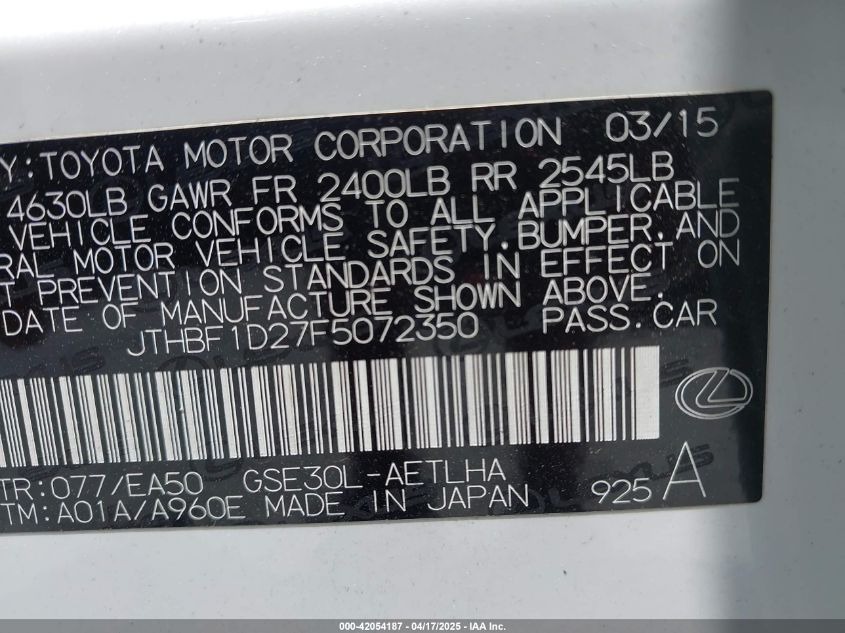 Y:TOYOTA MOTOR CORPORATION 03/15
4630LB GAWR FR 2400LB RR 2545LB
VEHICLE CONFORMS TO ALL APPLICABLE
RAL MOTOR VEHICLE SAFETY,BUMPER,AND
T PREVENTION STANDARDS IN EFFECT ON
DATE OF MANUFACTURE SHOWN ABOVE.
JTHBF1D27F5072350 PASS.CAR
TR:077/EA50 GSE30L-AETLHA
TM:A01A/A960E MADE IN JAPAN 925 A
000-42054187 - 04/17/2025 - IAA Inc.